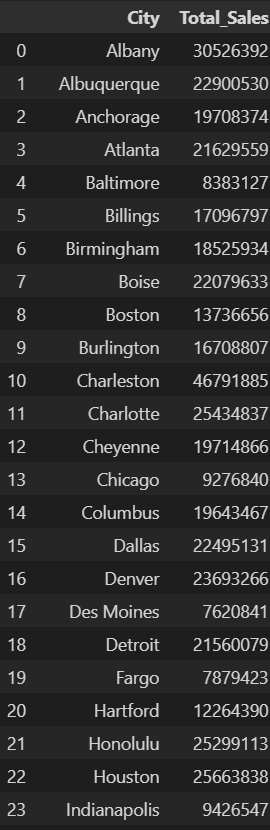 City Total_Sales
0 Albany 30526392
1 Albuquerque 22900530
2 Anchorage 19708374
3 Atlanta 21629559
4 Baltimore 8383127
5 Billings 17096797
6 Birmingham 18525934
7 Boise 22079633
8 Boston 13736656
9 Burlington 16708807
10 Charleston 46791885
11 Charlotte 25434837
12 Cheyenne 19714866
13 Chicago 9276840
14 Columbus 19643467
15 Dallas 22495131
16 Denver 23693266
17 Des Moines 7620841
18 Detroit 21560079
19 Fargo 7879423
20 Hartford 12264390
21 Honolulu 25299113
22 Houston 25663838
23 Indianapolis 9426547